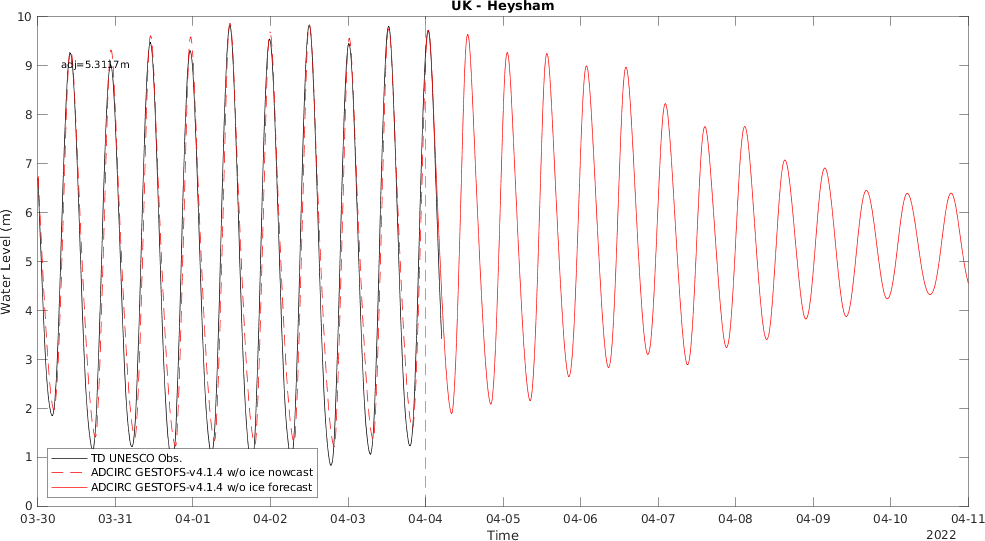 UK - Heysham
10
9
8
7
6
5
4
3
2
1
0
Water Level (m)
adj=5.3117m
TD UNESCO Obs.
ADCIRC GESTOFS-v4.1.4 w/o ice nowcast
ADCIRC GESTOFS-v4.1.4 w/o ice forecast
03-30 03-31 04-01 04-02 04-03 04-04 04-05 04-06 04-07 04-08 04-09 04-10 04-11
Time
2022